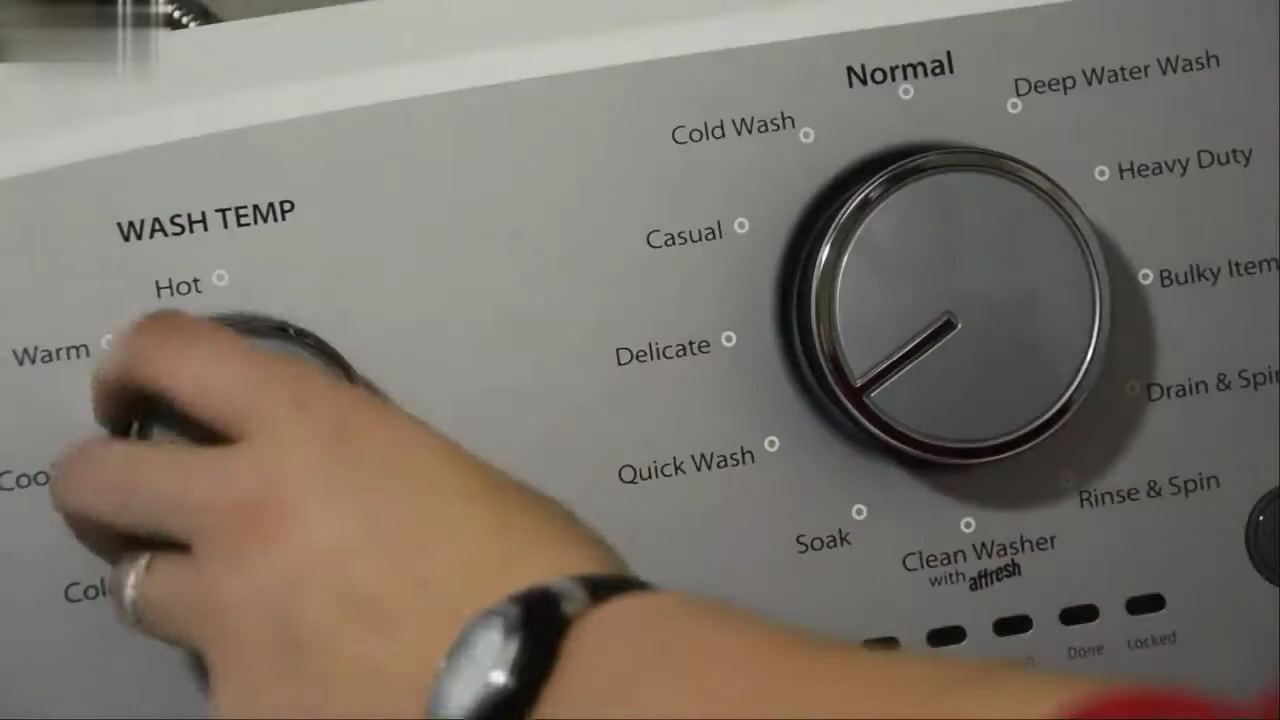 Normal
Deep Water Wash
Cold Wash
Heavy Duty
WASH TEMP
Casual
Hot
Bulky Item
Warm
Delicate
Drain & Spin
Quick Wash
Rinse & Spin
Soak
Clean Washer
with affresh
Done
Locked